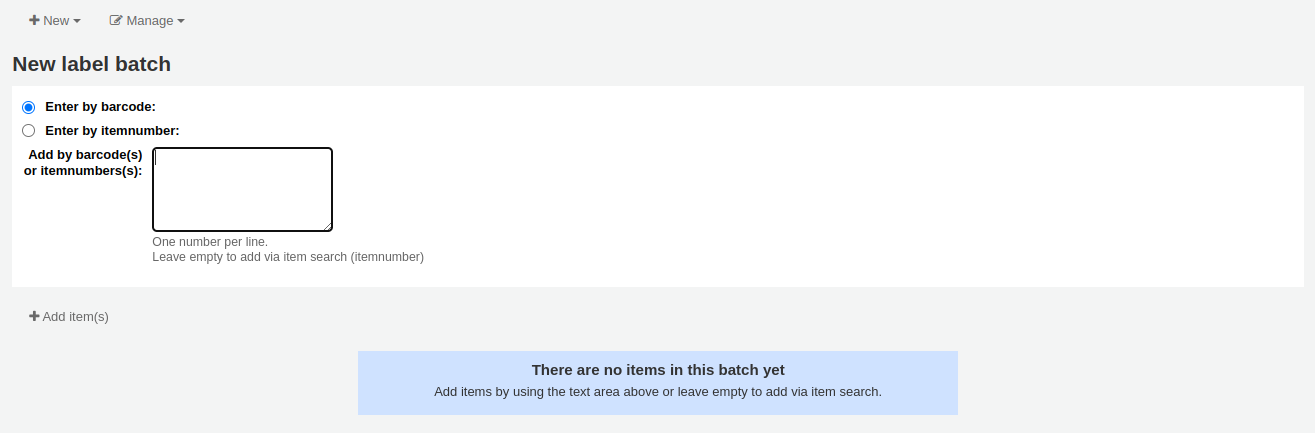 New Manage
New label batch
Enter by barcode:
Enter by itemnumber:
Add by barcode(s)
or itemnumbers(s):
One number per line.
Leave empty to add via item search (itemnumber)
Add item(s)
There are no items in this batch yet
Add items by using the text area above or leave empty to add via item search.